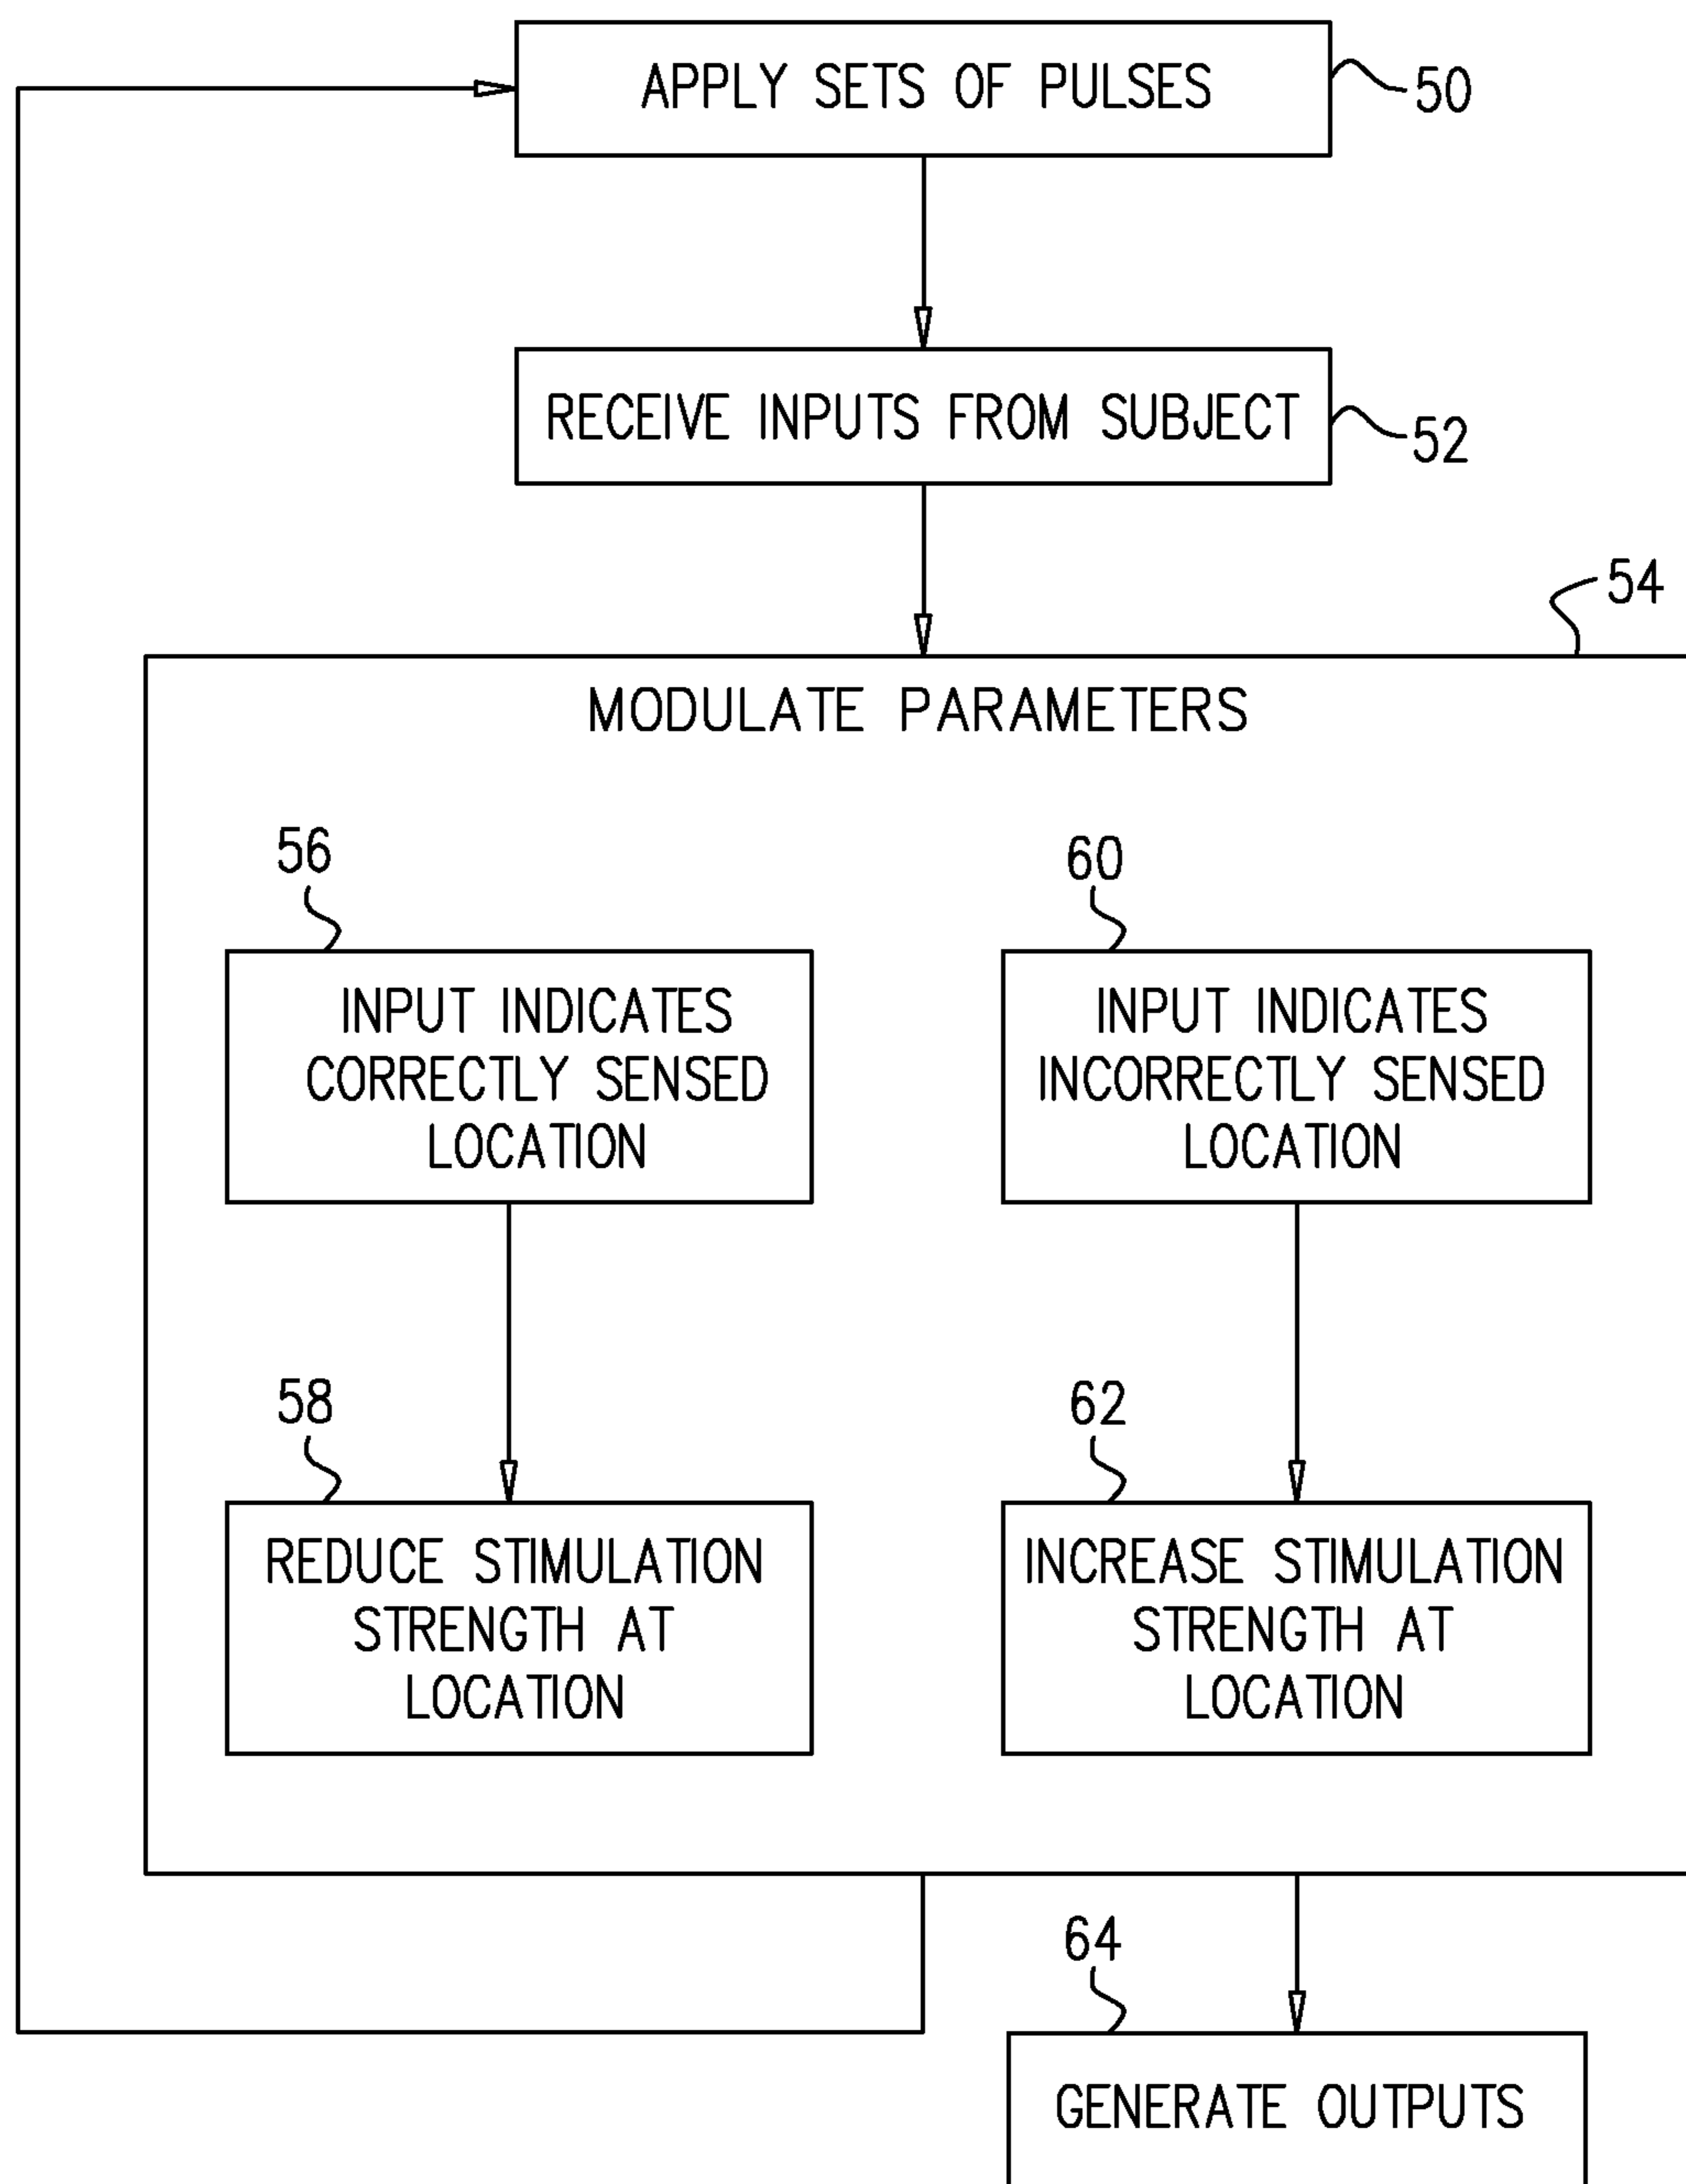 APPLY SETS OF PULSES
50
RECEIVE INPUTS FROM SUBJECT
52
54
MODULATE PARAMETERS
56
INPUT INDICATES
CORRECTLY SENSED
LOCATION
60
INPUT INDICATES
INCORRECTLY SENSED
LOCATION
58
REDUCE STIMULATION
STRENGTH AT
LOCATION
62
INCREASE STIMULATION
STRENGTH AT
LOCATION
64
GENERATE OUTPUTS